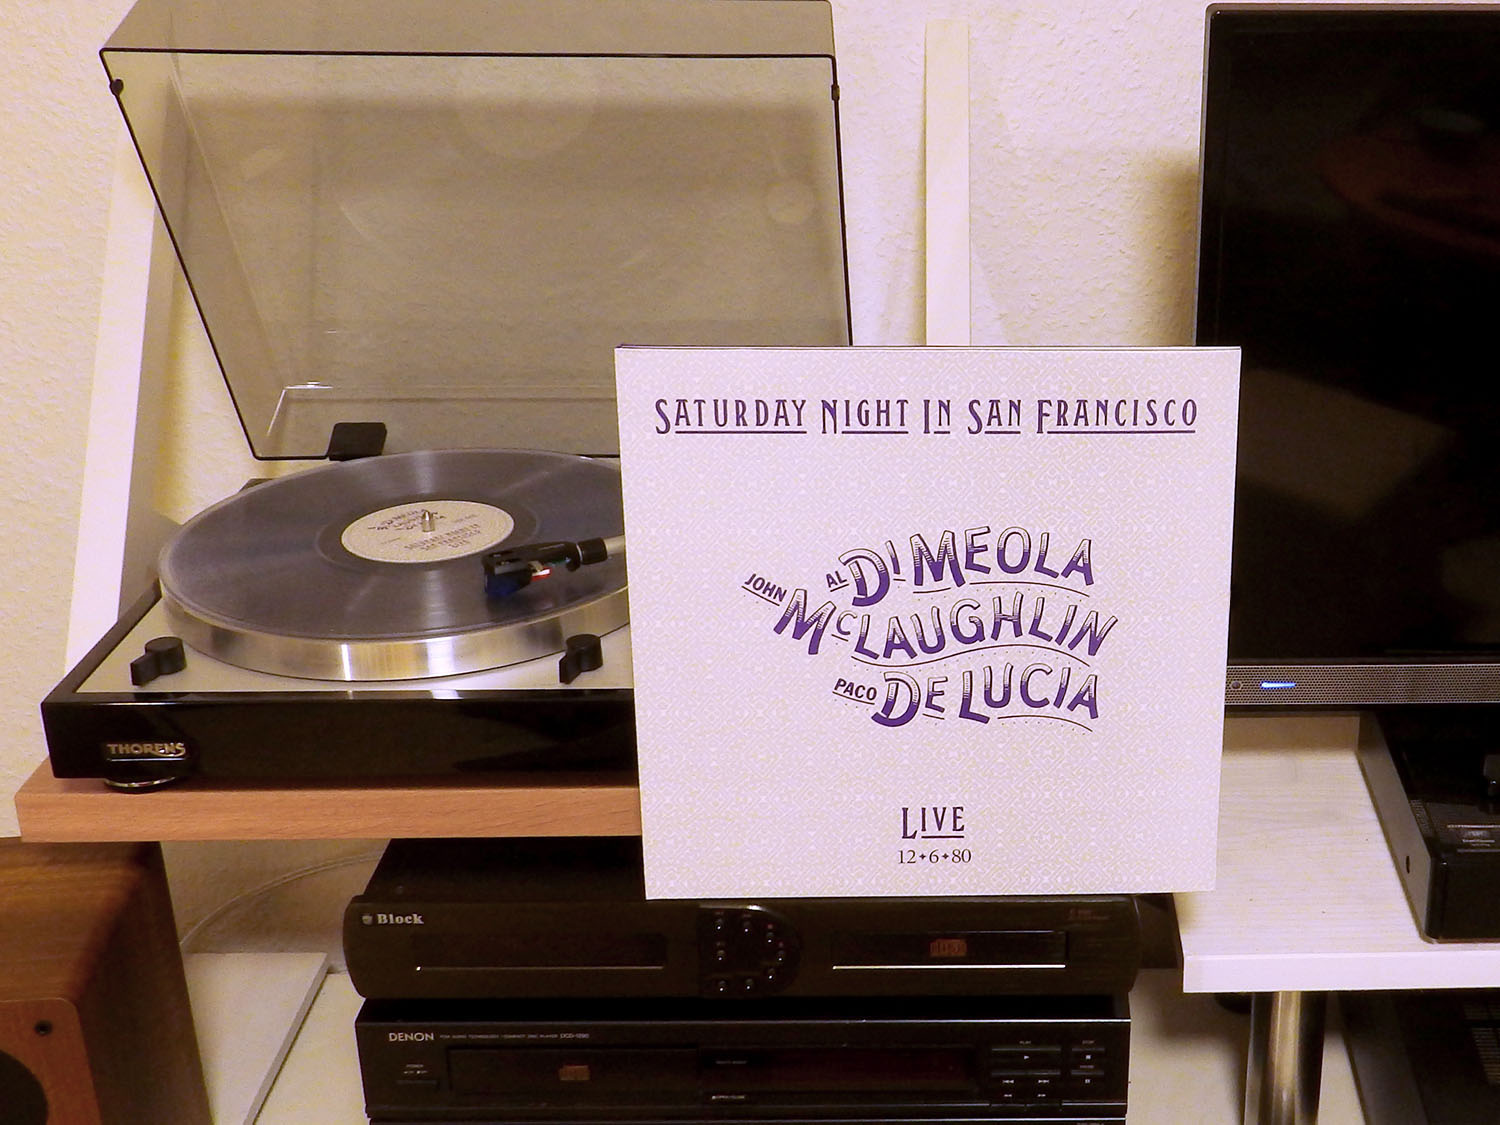 SATURDAY NIGHT IN SAN FRANCISCO
AL DI MEOLA
JOHN MCLAUGHLIN
PACO DE LUCIA
LIVE
12✦6✦80
THORENS
Block
DENON